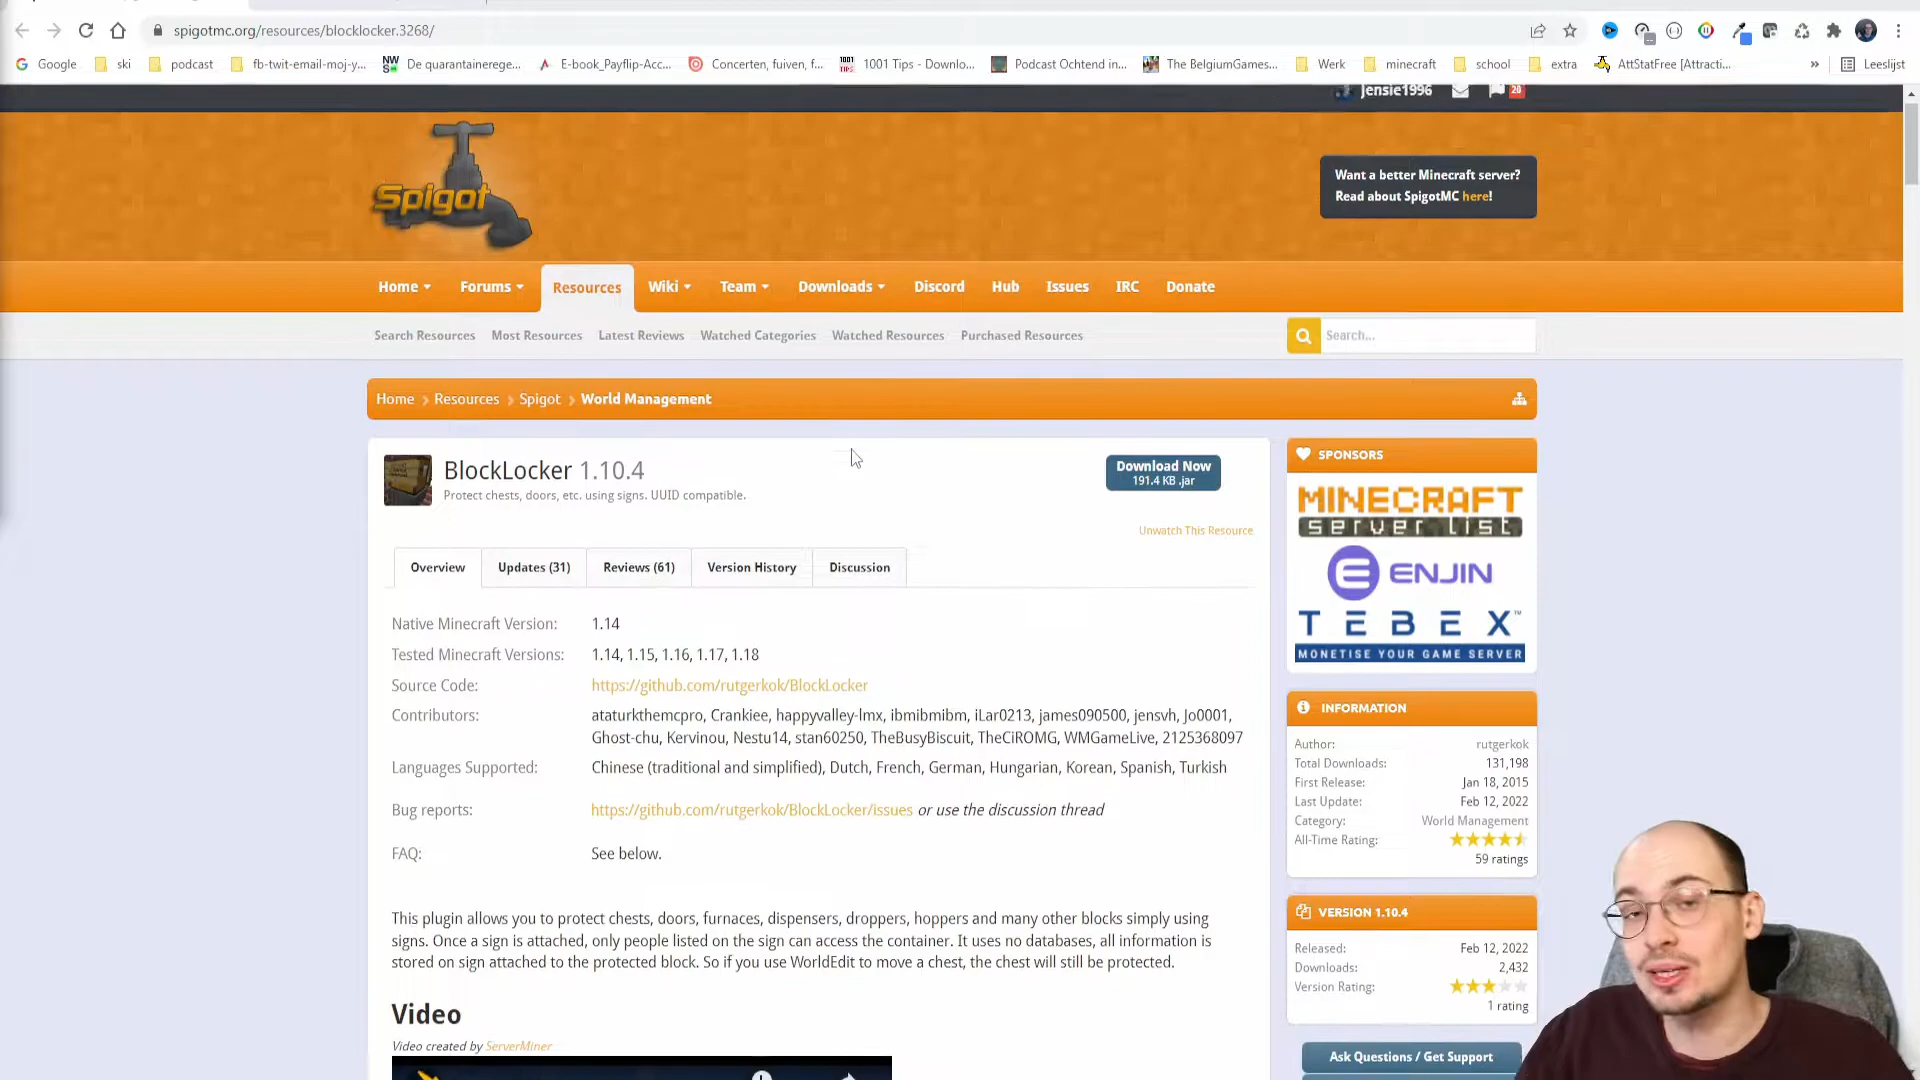 spigotmc.org/resources/blocklocker.3268/
Google ski podcast fb-twit-email-moj-y... De quarantainerege... E-book_Payflip-Acc... Concerten, fuiven, f... 1001 Tips - Downlo... Podcast Ochtend in... The BelgiumGames... Werk minecraft school extra AttStatFree [Attracti... » Leeslijst
Jensie1996 20
Spigot
Want a better Minecraft server?
Read about SpigotMC here!
Home Forums Resources Wiki Team Downloads Discord Hub Issues IRC Donate
Search Resources Most Resources Latest Reviews Watched Categories Watched Resources Purchased Resources Search...
Home Resources Spigot World Management
BlockLocker 1.10.4
Protect chests, doors, etc. using signs. UUID compatible.
Download Now
191.4 KB .jar
Unwatch This Resource
Overview Updates (31) Reviews (61) Version History Discussion
Native Minecraft Version: 1.14
Tested Minecraft Versions: 1.14, 1.15, 1.16, 1.17, 1.18
Source Code: https://github.com/rutgerkok/BlockLocker
Contributors: ataturkthemcpro, Crankiee, happyvalley-lmx, ibmibmibm, iLar0213, james090500, jensvh, Jo0001,
Ghost-chu, Kervinou, Nestu14, stan60250, TheBusyBiscuit, TheCiROMG, WMGameLive, 2125368097
Languages Supported: Chinese (traditional and simplified), Dutch, French, German, Hungarian, Korean, Spanish, Turkish
Bug reports: https://github.com/rutgerkok/BlockLocker/issues or use the discussion thread
FAQ: See below.
This plugin allows you to protect chests, doors, furnaces, dispensers, droppers, hoppers and many other blocks simply using
signs. Once a sign is attached, only people listed on the sign can access the container. It uses no databases, all information is
stored on sign attached to the protected block. So if you use WorldEdit to move a chest, the chest will still be protected.
Video
Video created by ServerMiner
SPONSORS
MINECRAFT
server list
ENJIN
TEBEX™
MONETISE YOUR GAME SERVER
INFORMATION
Author: rutgerkok
Total Downloads: 131,198
First Release: Jan 18, 2015
Last Update: Feb 12, 2022
Category: World Management
All-Time Rating:
59 ratings
VERSION 1.10.4
Released: Feb 12, 2022
Downloads: 2,432
Version Rating:
1 rating
Ask Questions / Get Support